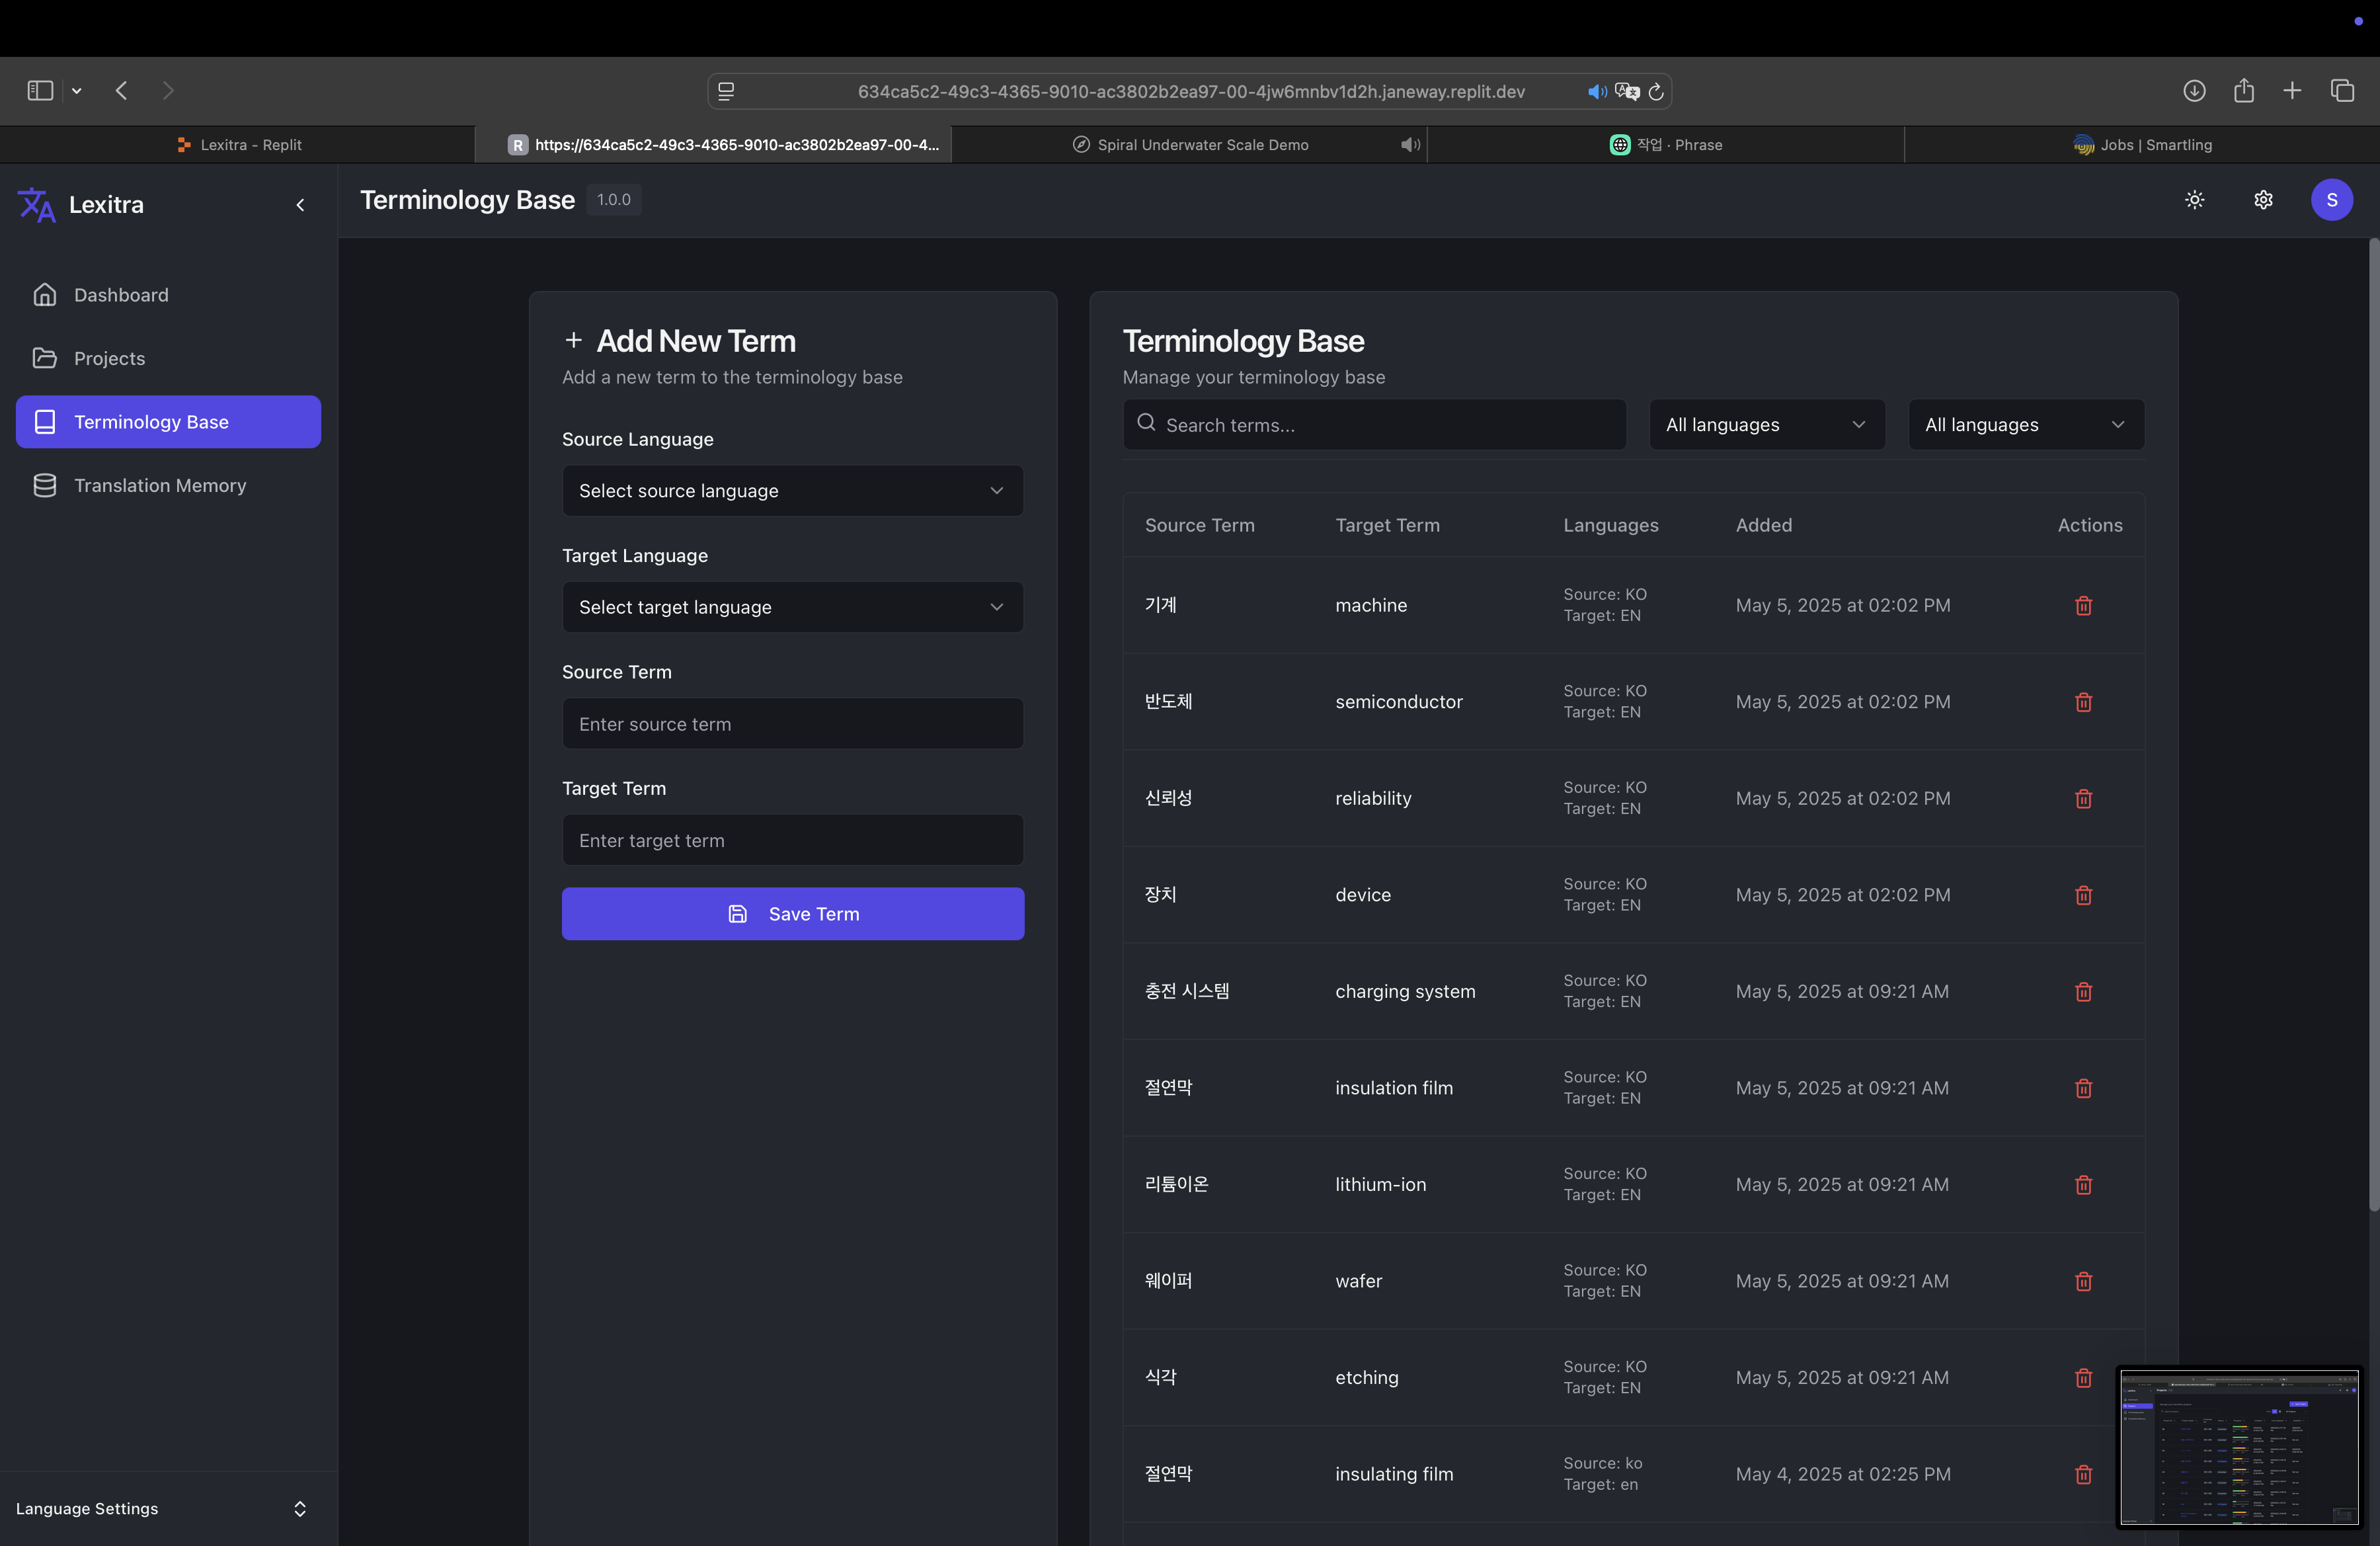 634ca5c2-49c3-4365-9010-ac3802b2ea97-00-4jw6mnbv1d2h.janeway.replit.dev
Lexitra - Replit
R https://634ca5c2-49c3-4365-9010-ac3802b2ea97-00-4...
Spiral Underwater Scale Demo
작업 · Phrase
Jobs | Smartling
Lexitra
Terminology Base 1.0.0
S
Dashboard
Projects
Terminology Base
Translation Memory
Language Settings
Add New Term
Add a new term to the terminology base
Source Language
Select source language
Target Language
Select target language
Source Term
Enter source term
Target Term
Enter target term
Save Term
Terminology Base
Manage your terminology base
Search terms...
All languages
All languages
Source Term Target Term Languages Added Actions
기계 machine Source: KO May 5, 2025 at 02:02 PM
Target: EN
반도체 semiconductor Source: KO May 5, 2025 at 02:02 PM
Target: EN
신뢰성 reliability Source: KO May 5, 2025 at 02:02 PM
Target: EN
장치 device Source: KO May 5, 2025 at 02:02 PM
Target: EN
충전 시스템 charging system Source: KO May 5, 2025 at 09:21 AM
Target: EN
절연막 insulation film Source: KO May 5, 2025 at 09:21 AM
Target: EN
리튬이온 lithium-ion Source: KO May 5, 2025 at 09:21 AM
Target: EN
웨이퍼 wafer Source: KO May 5, 2025 at 09:21 AM
Target: EN
식각 etching Source: KO May 5, 2025 at 09:21 AM
Target: EN
절연막 insulating film Source: ko May 4, 2025 at 02:25 PM
Target: en